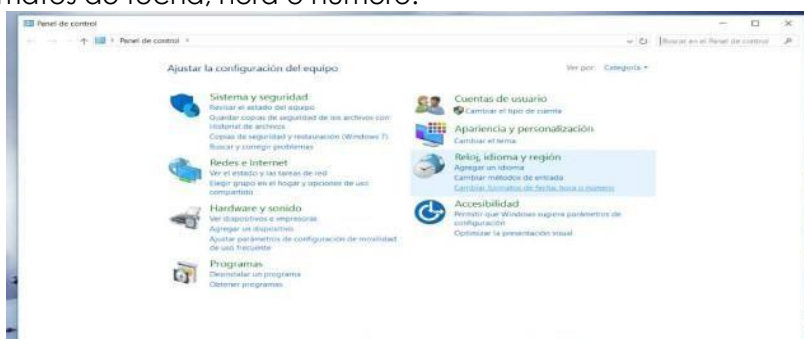 matos de fecha, hora o número.
Panel de control
Panel de control
Buscar en el Panel de control
Ajustar la configuración del equipo
Ver por: Categoría
Sistema y seguridad
Revisar el estado del equipo
Guardar copias de seguridad de los archivos con
Historial de archivos
Copias de seguridad y restauración (Windows 7)
Buscar y corregir problemas
Redes e Internet
Ver el estado y las tareas de red
Elegir grupo en el hogar y opciones de uso
compartido
Hardware y sonido
Ver dispositivos e impresoras
Agregar un dispositivo
Ajustar parámetros de configuración de movilidad
de uso frecuente
Programas
Desinstalar un programa
Obtener programas
Cuentas de usuario
Cambiar el tipo de cuenta
Apariencia y personalización
Cambiar el tema
Reloj, idioma y región
Agregar un idioma
Cambiar métodos de entrada
Cambiar formatos de fecha, hora o número
Accesibilidad
Permitir que Windows sugiera parámetros de
configuración
Optimizar la presentación visual